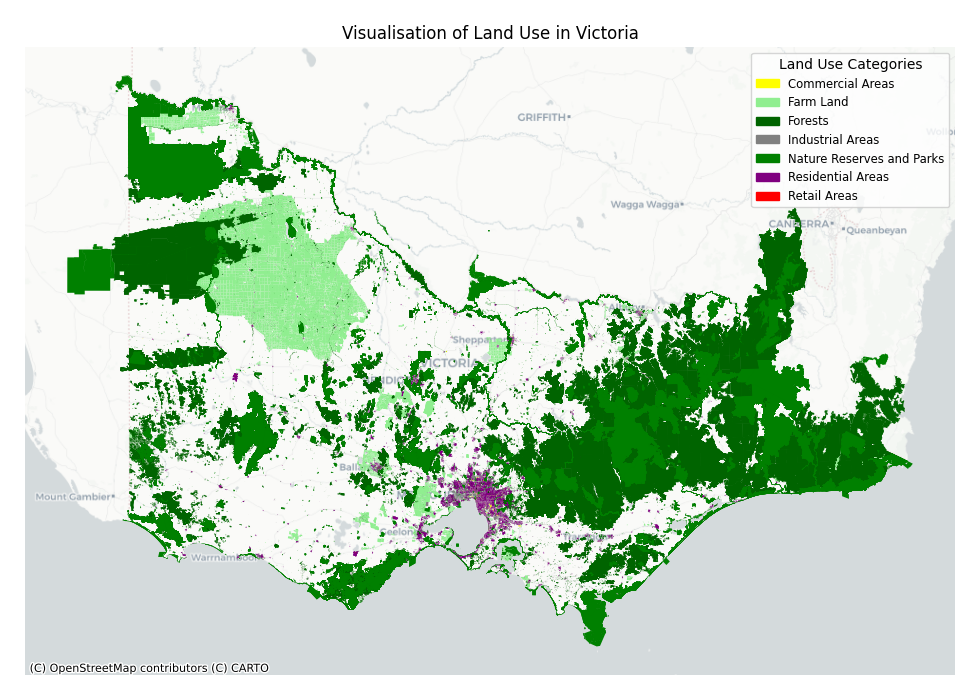 Visualisation of Land Use in Victoria
Land Use Categories
Commercial Areas
Farm Land
Forests
Industrial Areas
Nature Reserves and Parks
Residential Areas
Retail Areas
GRIFFITH
Wagga Wagga
CANBERRA
Queanbeyan
Shepparton
VICTORIA
Mount Gambier
Geelong
Warrnambool
(C) OpenStreetMap contributors (C) CARTO